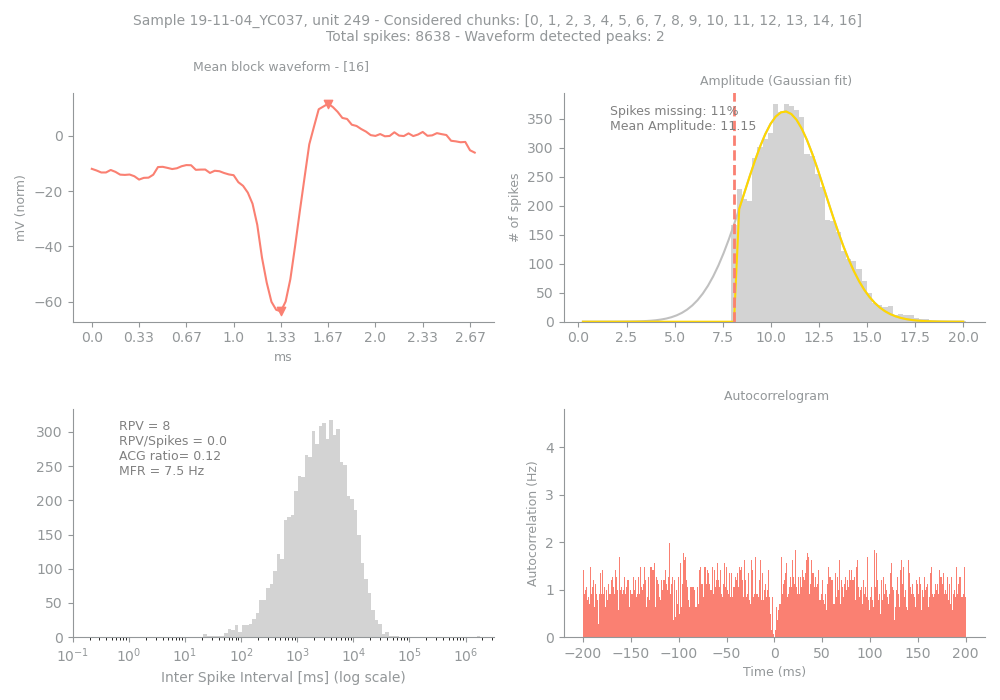 Sample 19-11-04_YC037, unit 249 - Considered chunks: [0, 1, 2, 3, 4, 5, 6, 7, 8, 9, 10, 11, 12, 13, 14, 16]
Total spikes: 8638 - Waveform detected peaks: 2
Mean block waveform - [16]
mV (norm)
0
−20
−40
−60
0.0 0.33 0.67 1.0 1.33 1.67 2.0 2.33 2.67
ms
Amplitude (Gaussian fit)
Spikes missing: 11%
Mean Amplitude: 11.15
# of spikes
350
300
250
200
150
100
50
0
0.0 2.5 5.0 7.5 10.0 12.5 15.0 17.5 20.0
RPV = 8
RPV/Spikes = 0.0
ACG ratio= 0.12
MFR = 7.5 Hz
300
250
200
150
100
50
0
10⁻¹ 10⁰ 10¹ 10² 10³ 10⁴ 10⁵ 10⁶
Inter Spike Interval [ms] (log scale)
Autocorrelogram
Autocorrelation (Hz)
4
3
2
1
0
−200 −150 −100 −50 0 50 100 150 200
Time (ms)